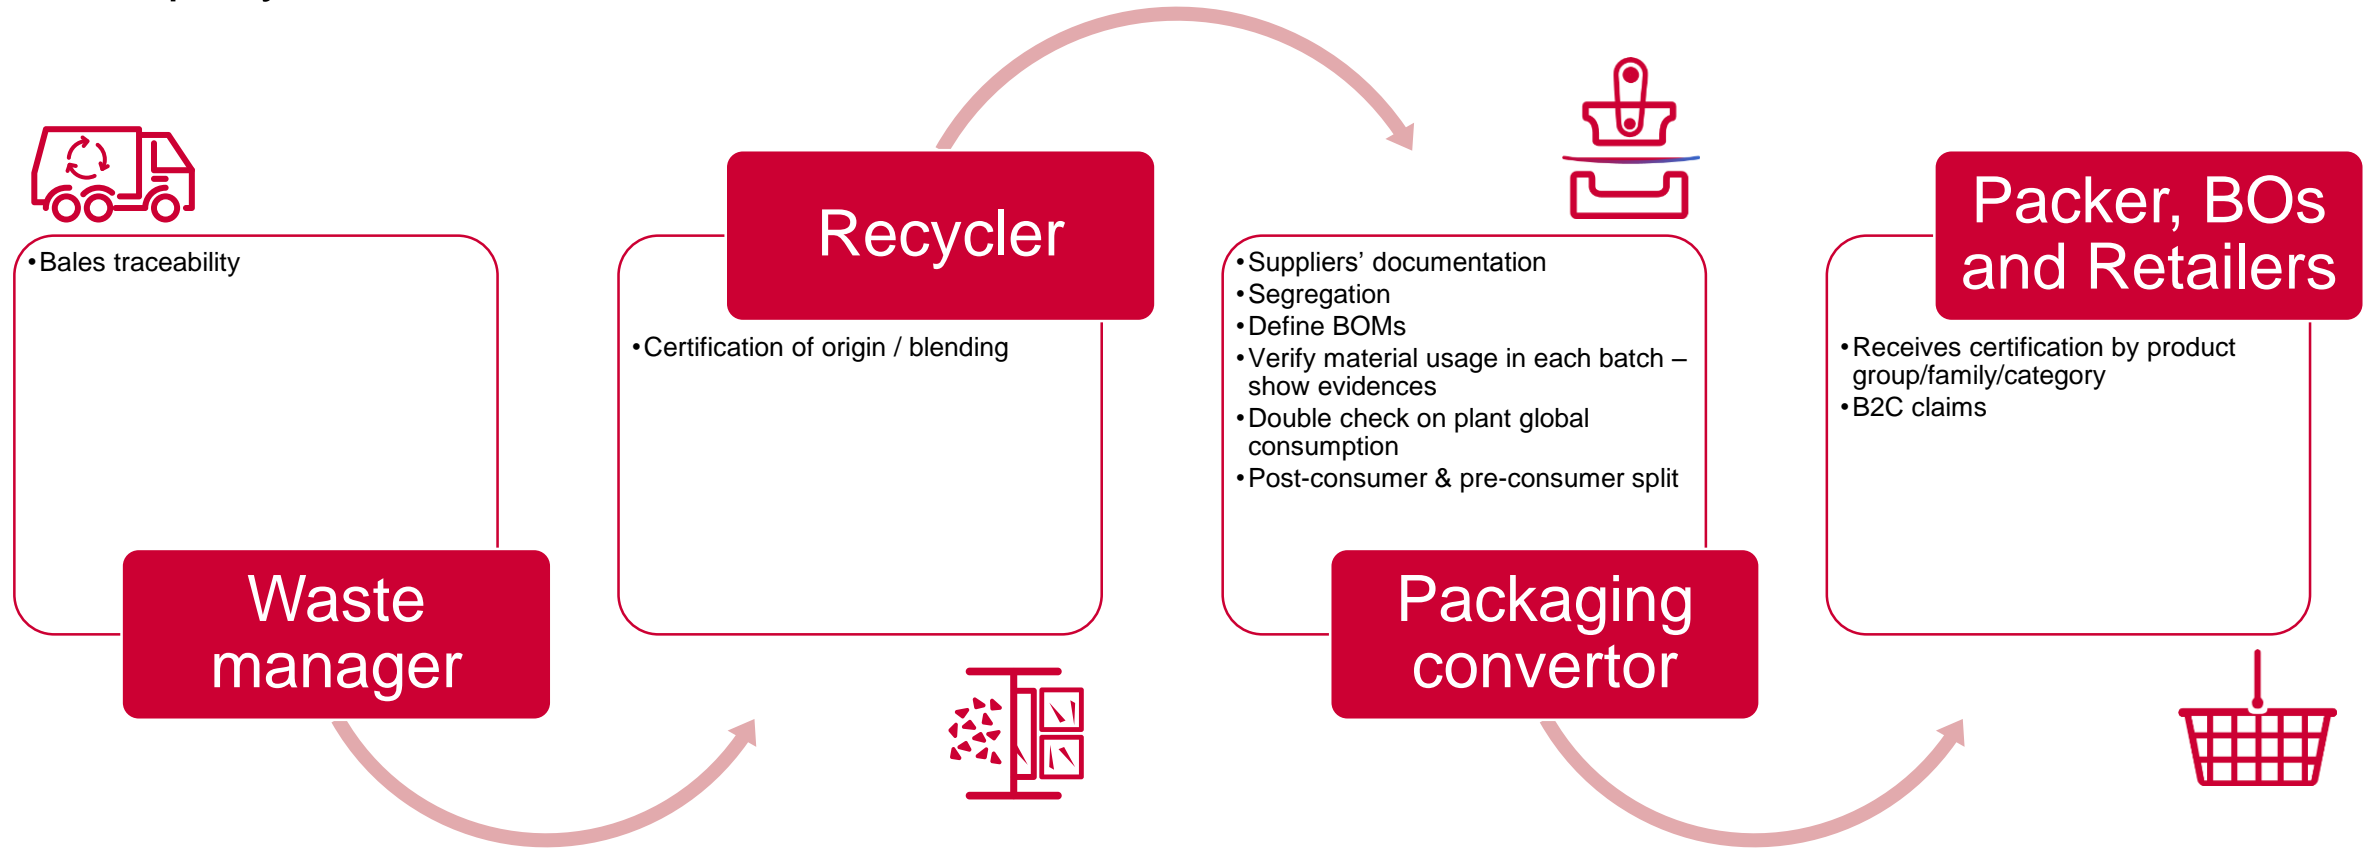 •Bales traceability
Waste
manager
Recycler
•Certification of origin / blending
•Suppliers’ documentation
•Segregation
•Define BOMs
•Verify material usage in each batch –
show evidences
•Double check on plant global
consumption
•Post-consumer & pre-consumer split
Packaging
convertor
Packer, BOs
and Retailers
•Receives certification by product
group/family/category
•B2C claims